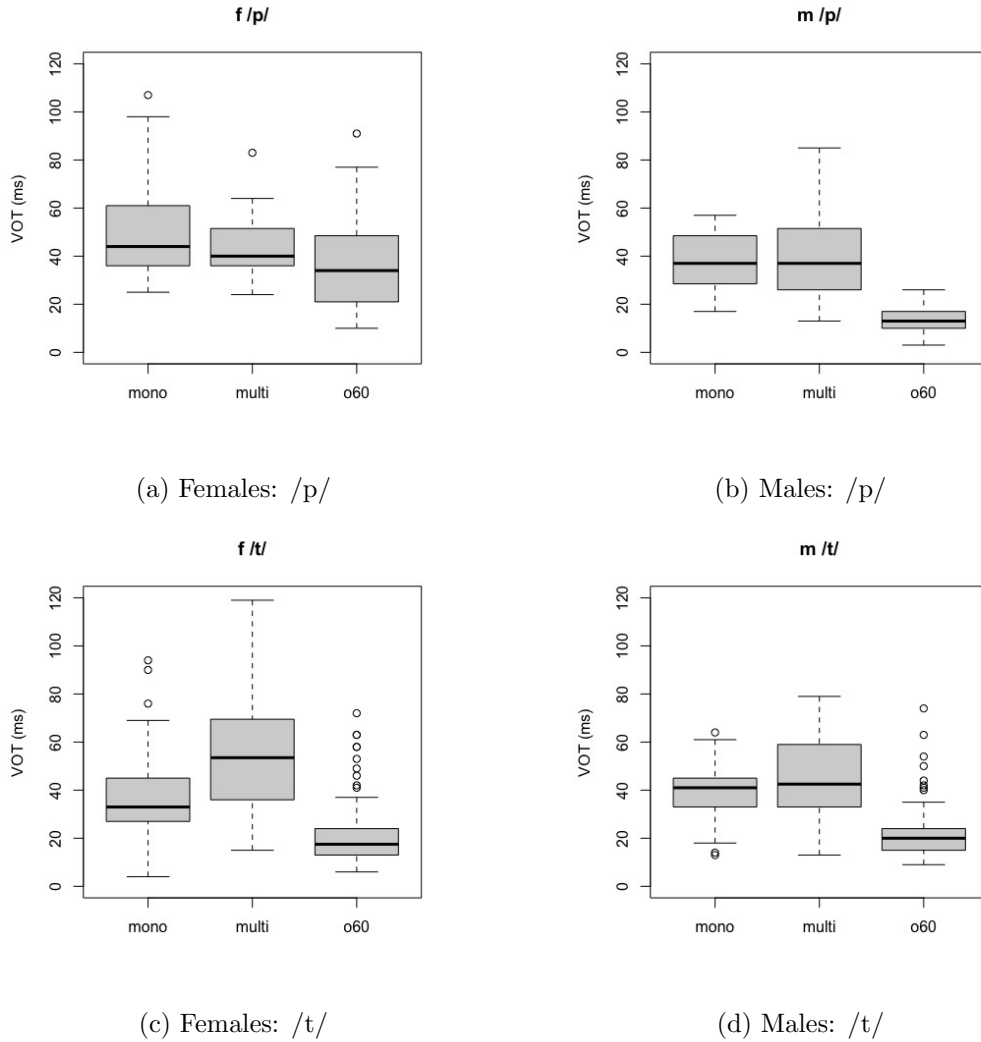 f /p/
120
100
80
60
40
20
0
VOT (ms)
mono multi o60
(a) Females: /p/
m /p/
120
100
80
60
40
20
0
VOT (ms)
mono multi o60
(b) Males: /p/
f /t/
120
100
80
60
40
20
0
VOT (ms)
mono multi o60
(c) Females: /t/
m /t/
120
100
80
60
40
20
0
VOT (ms)
mono multi o60
(d) Males: /t/